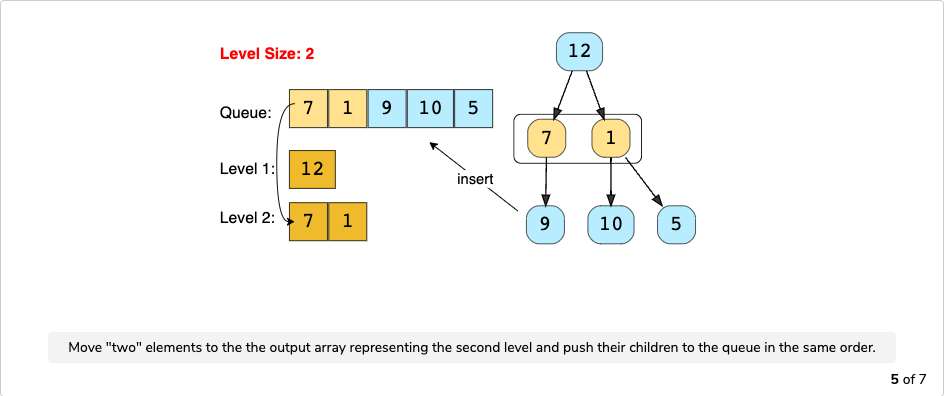 Level Size: 2
Queue: 7 1 9 10 5
Level 1: 12
Level 2: 7 1
insert
12
7 1
9 10 5
Move "two" elements to the the output array representing the second level and push their children to the queue in the same order.
5 of 7